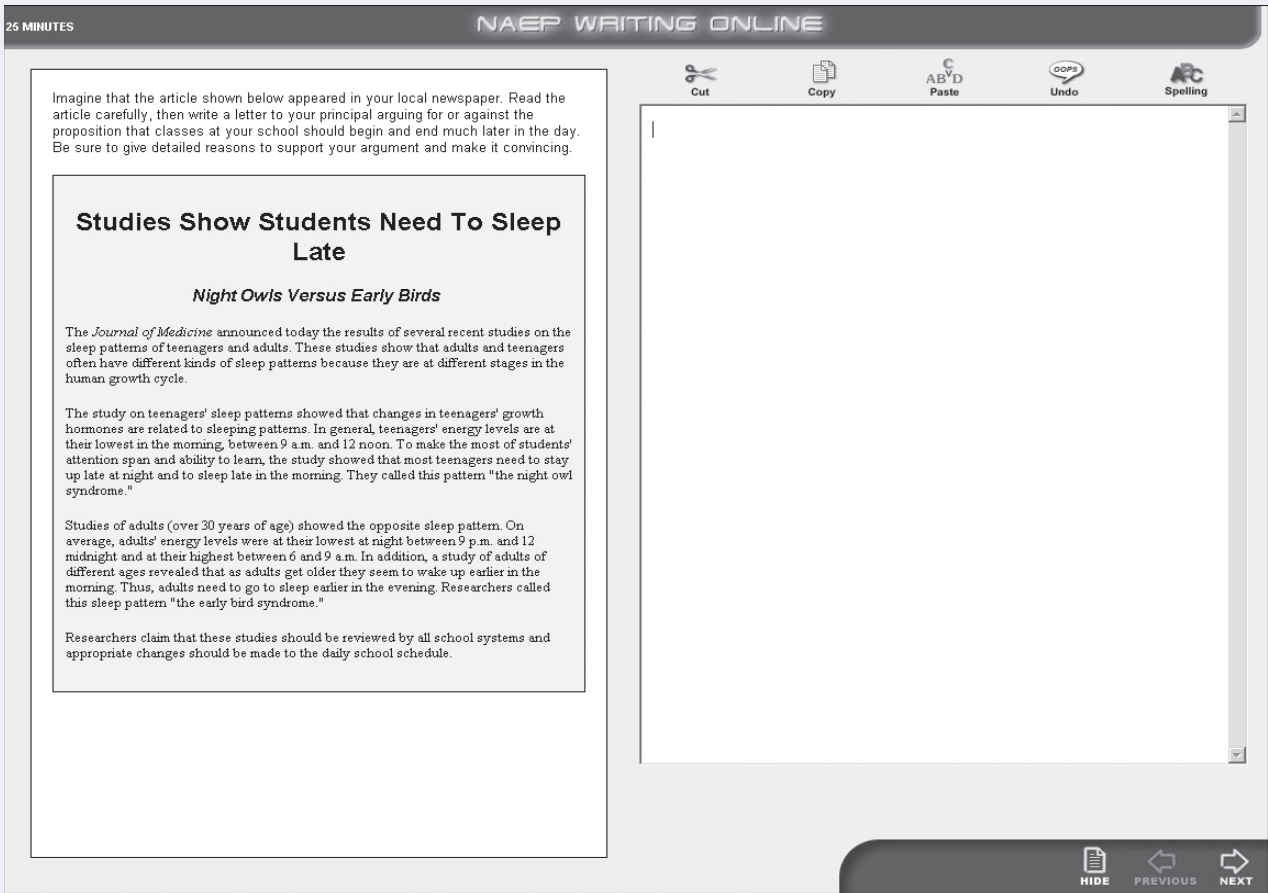 25 MINUTES
NAEP WRITING ONLINE
Imagine that the article shown below appeared in your local newspaper. Read the
article carefully, then write a letter to your principal arguing for or against the
proposition that classes at your school should begin and end much later in the day.
Be sure to give detailed reasons to support your argument and make it convincing.
Studies Show Students Need To Sleep
Late
Night Owls Versus Early Birds
The Journal of Medicine announced today the results of several recent studies on the
sleep patterns of teenagers and adults. These studies show that adults and teenagers
often have different kinds of sleep patterns because they are at different stages in the
human growth cycle.
The study on teenagers' sleep patterns showed that changes in teenagers' growth
hormones are related to sleeping patterns. In general, teenagers' energy levels are at
their lowest in the morning, between 9 a.m. and 12 noon. To make the most of students'
attention span and ability to learn, the study showed that most teenagers need to stay
up late at night and to sleep late in the morning. They called this pattern "the night owl
syndrome."
Studies of adults (over 30 years of age) showed the opposite sleep pattern. On
average, adults' energy levels were at their lowest at night between 9 p.m. and 12
midnight and at their highest between 6 and 9 a.m. In addition, a study of adults of
different ages revealed that as adults get older they seem to wake up earlier in the
morning. Thus, adults need to go to sleep earlier in the evening. Researchers called
this sleep pattern "the early bird syndrome."
Researchers claim that these studies should be reviewed by all school systems and
appropriate changes should be made to the daily school schedule.
Cut
Copy
C
AB V D
Paste
OOPS
Undo
ABC
Spelling
HIDE
PREVIOUS
NEXT